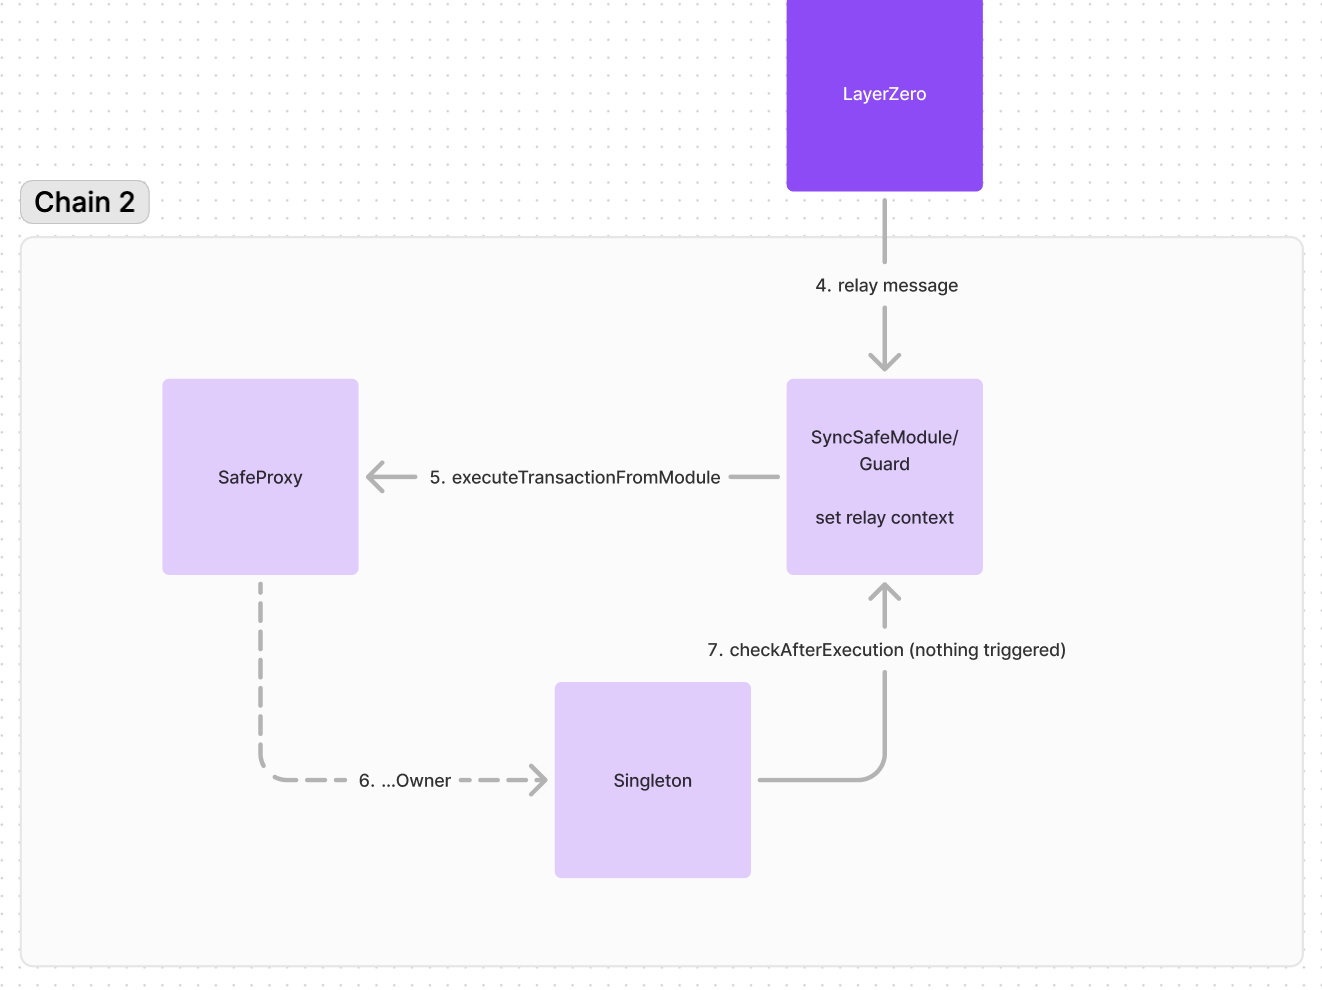 LayerZero
Chain 2
4. relay message
SafeProxy
5. executeTransactionFromModule
SyncSafeModule/
Guard
set relay context
7. checkAfterExecution (nothing triggered)
6. ...Owner
Singleton